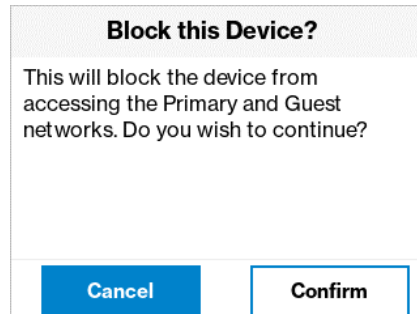 Block this Device?
This will block the device from
accessing the Primary and Guest
networks. Do you wish to continue?
Cancel
Confirm